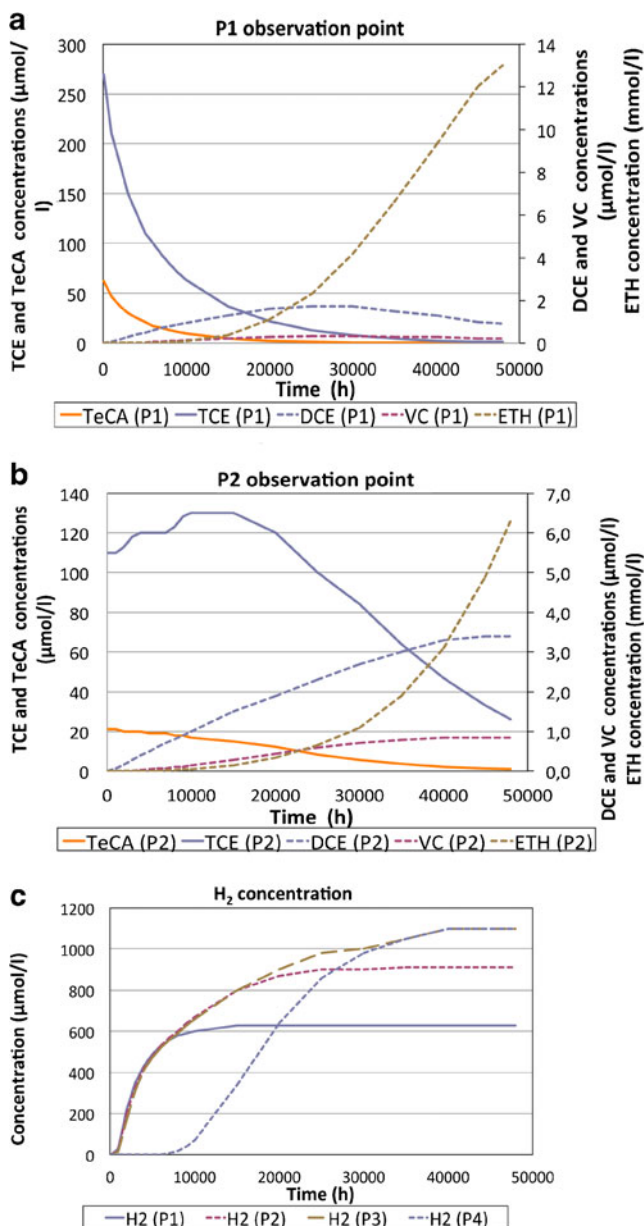 a
P1 observation point
TCE and TeCA concentrations (µmol/
l)
300
250
200
150
100
50
0
14
12
10
8
6
4
2
0
DCE and VC concentrations
(µmol/l)
ETH concentration (mmol/l)
0 10000 20000 30000 40000 50000
Time (h)
TeCA (P1) TCE (P1) DCE (P1) VC (P1) ETH (P1)
b
P2 observation point
TCE and TeCA concentrations
(µmol/l)
140
120
100
80
60
40
20
0
7,0
6,0
5,0
4,0
3,0
2,0
1,0
0,0
DCE and VC concentrations (µmol/l)
ETH concentration (mmol/l)
0 10000 20000 30000 40000 50000
Time (h)
TeCA (P2) TCE (P2) DCE (P2) VC (P2) ETH (P2)
c
H2 concentration
Concentration (µmol/l)
1200
1000
800
600
400
200
0
0 10000 20000 30000 40000 50000
Time (h)
H2 (P1) H2 (P2) H2 (P3) H2 (P4)